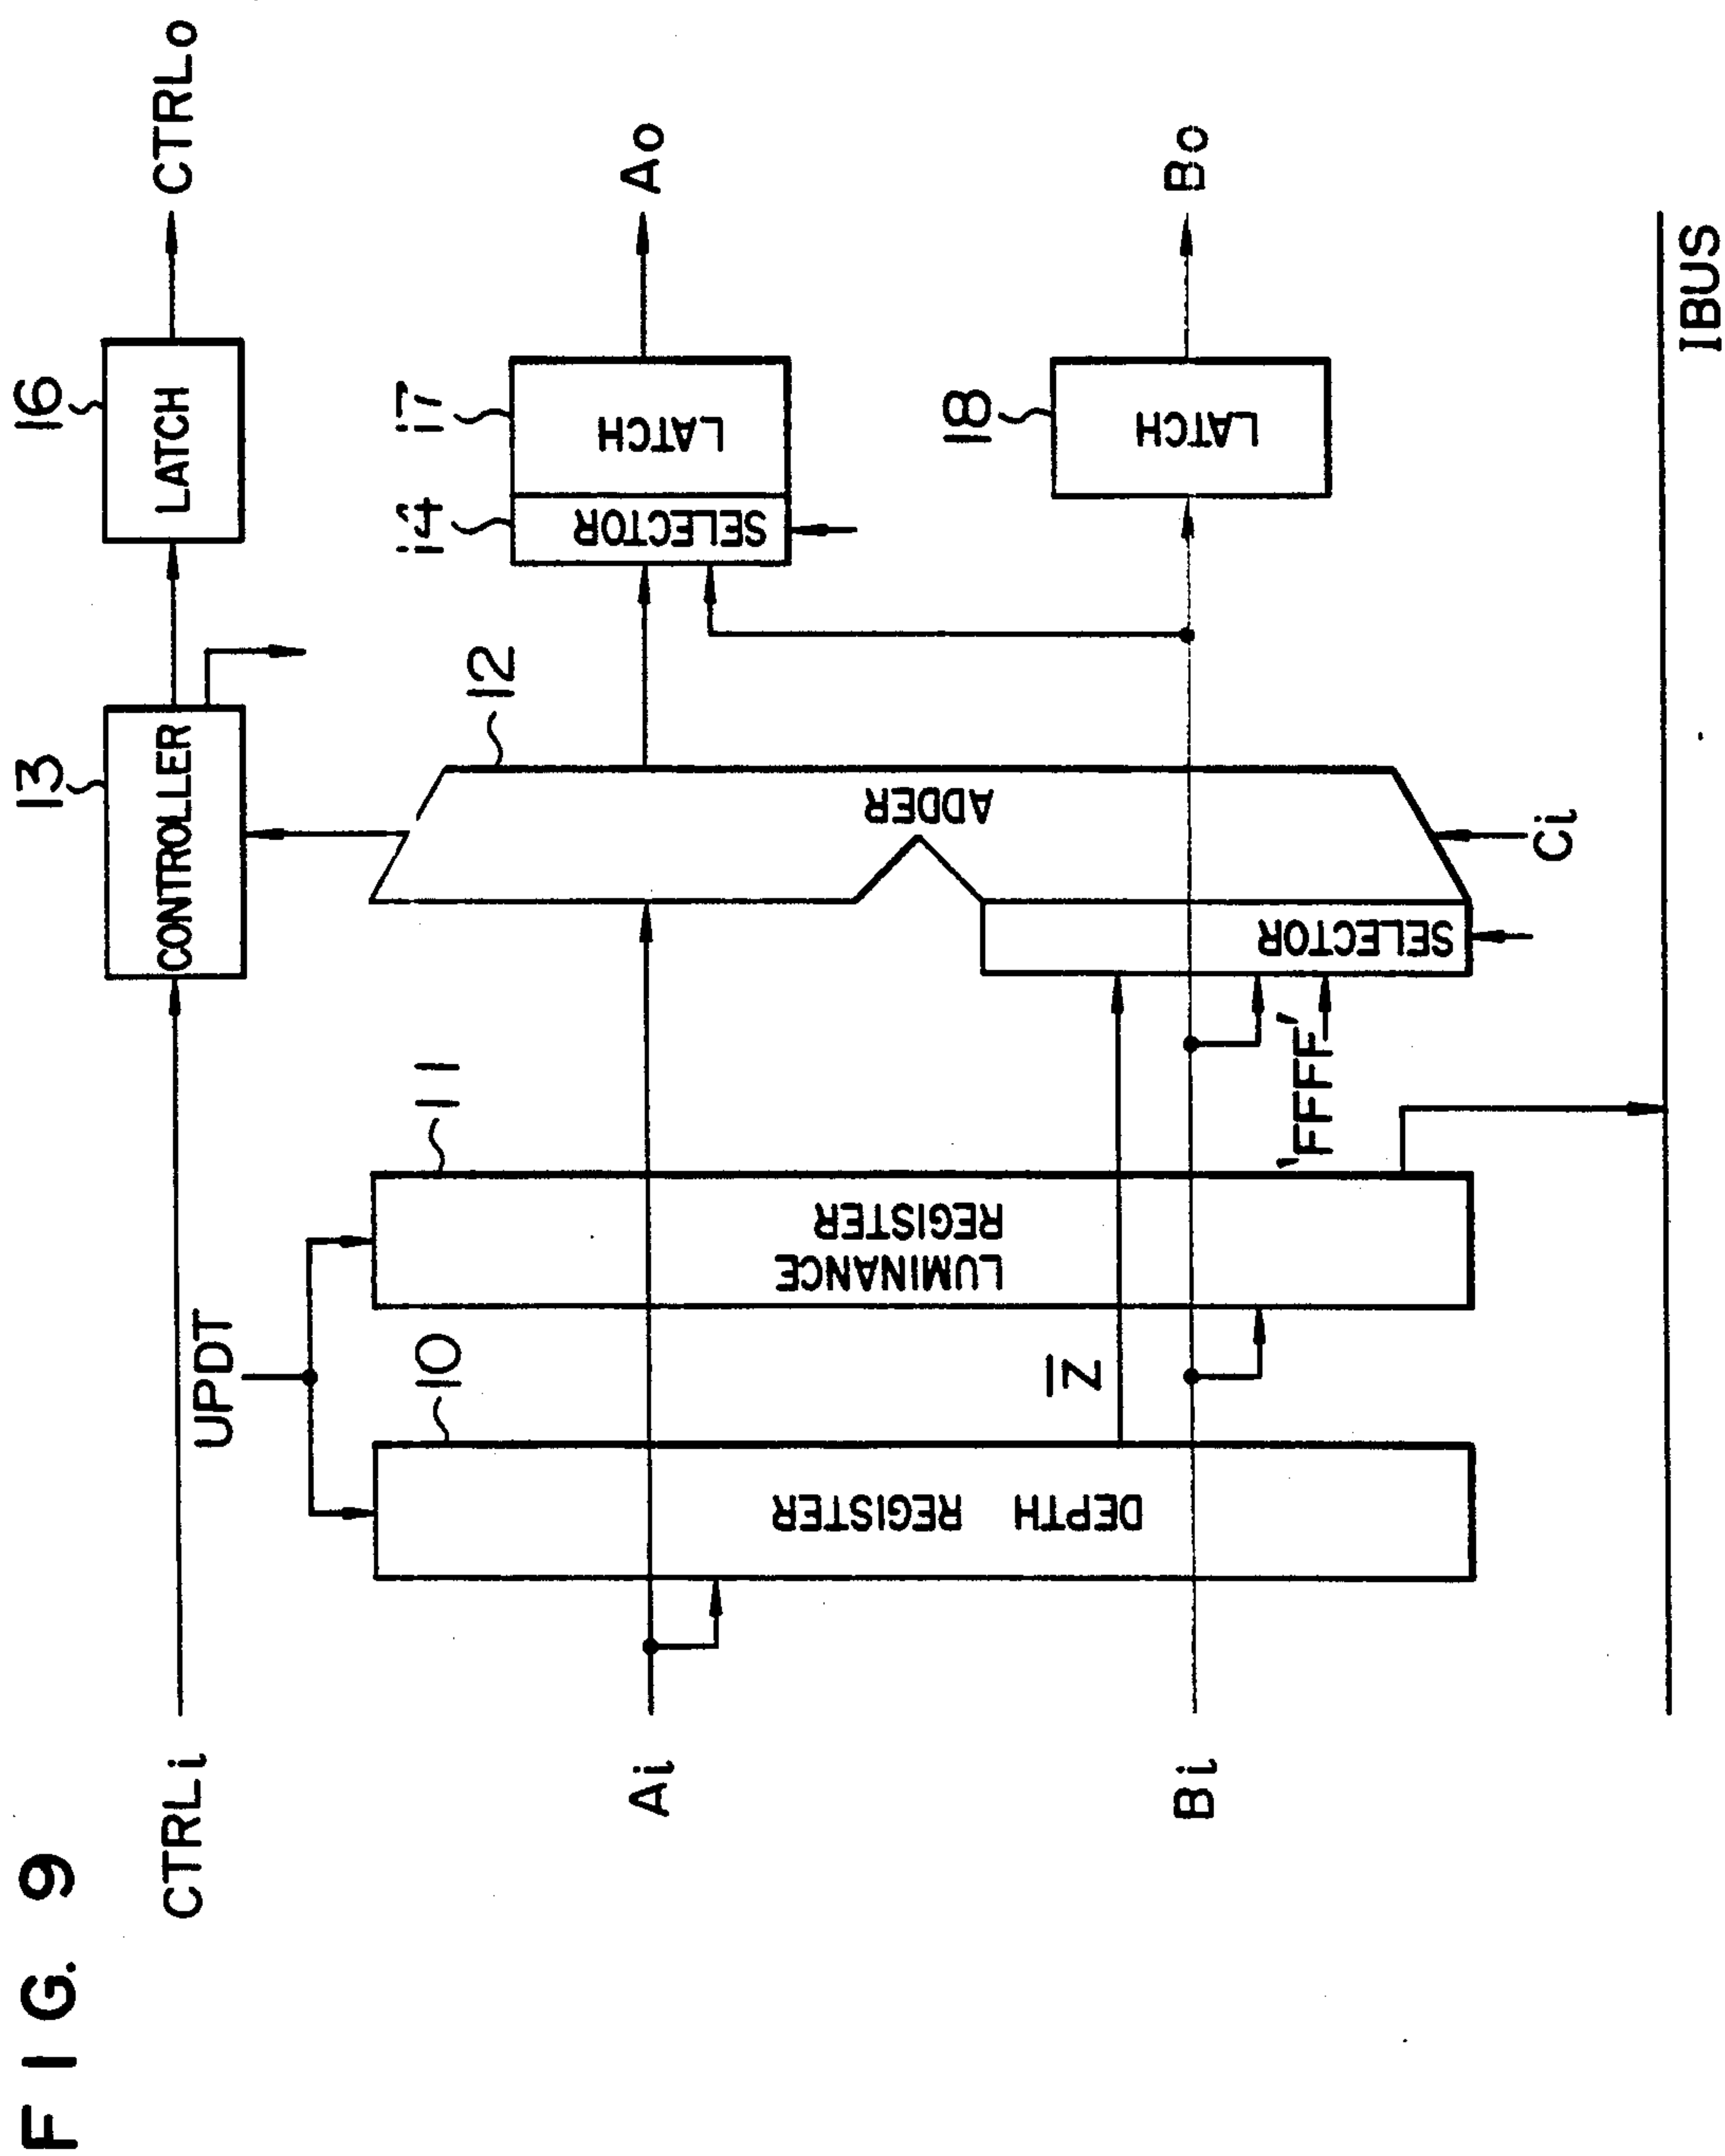 FIG. 9
CTRLi
13
CONTROLLER
16
LATCH
CTRLo
UPDT
10
DEPTH REGISTER
11
LUMINANCE
REGISTER
12
ADDER
SELECTOR
14
SELECTOR
17
LATCH
Ai
Ao
Z̅
Bi
'FFFF'
Ci
18
LATCH
Bo
IBUS